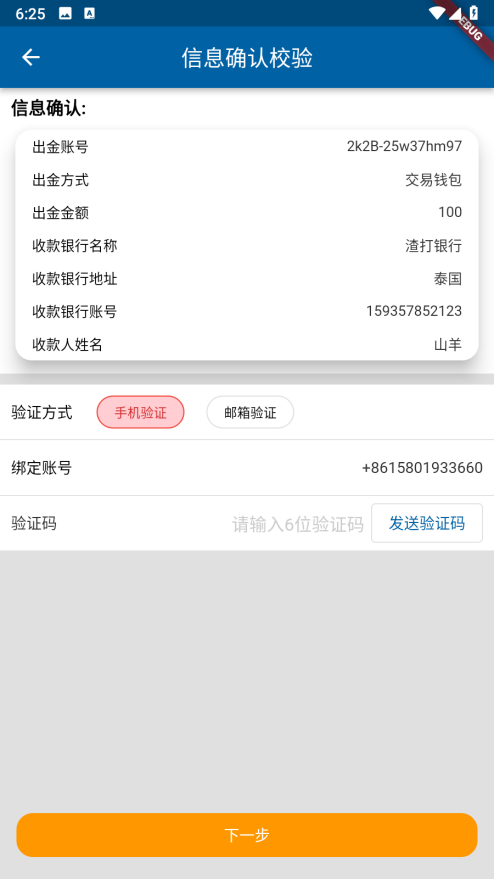 6:25
DEBUG
信息确认校验
信息确认:
出金账号 2k2B-25w37hm97
出金方式 交易钱包
出金金额 100
收款银行名称 渣打银行
收款银行地址 泰国
收款银行账号 159357852123
收款人姓名 山羊
验证方式 手机验证 邮箱验证
绑定账号 +8615801933660
验证码 请输入6位验证码 发送验证码
下一步